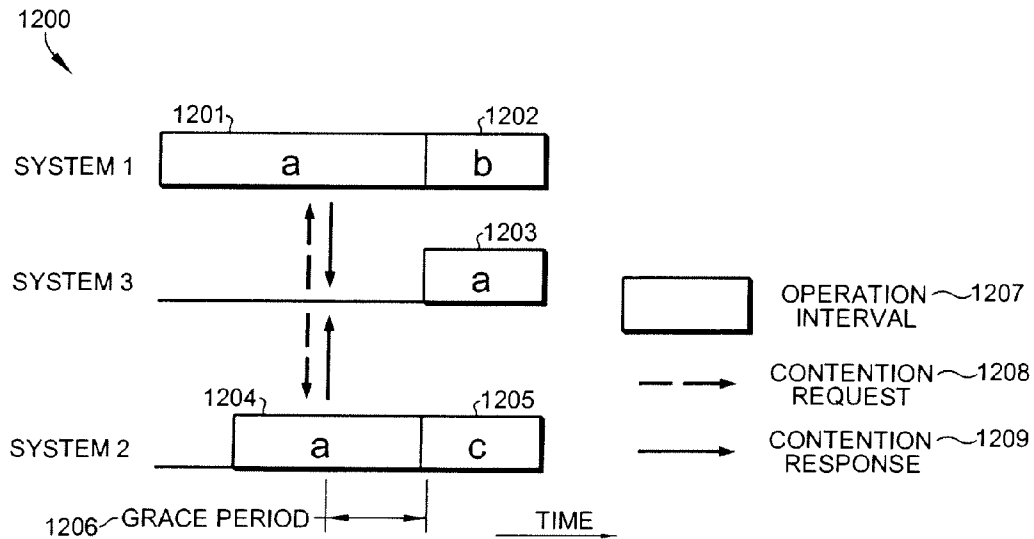 1200
1201
1202
SYSTEM 1
a
b
1203
SYSTEM 3
a
OPERATION
INTERVAL
1207
CONTENTION
REQUEST
1208
1204
1205
SYSTEM 2
a
c
CONTENTION
RESPONSE
1209
1206
GRACE PERIOD
TIME